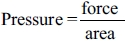 Pressure = force
area